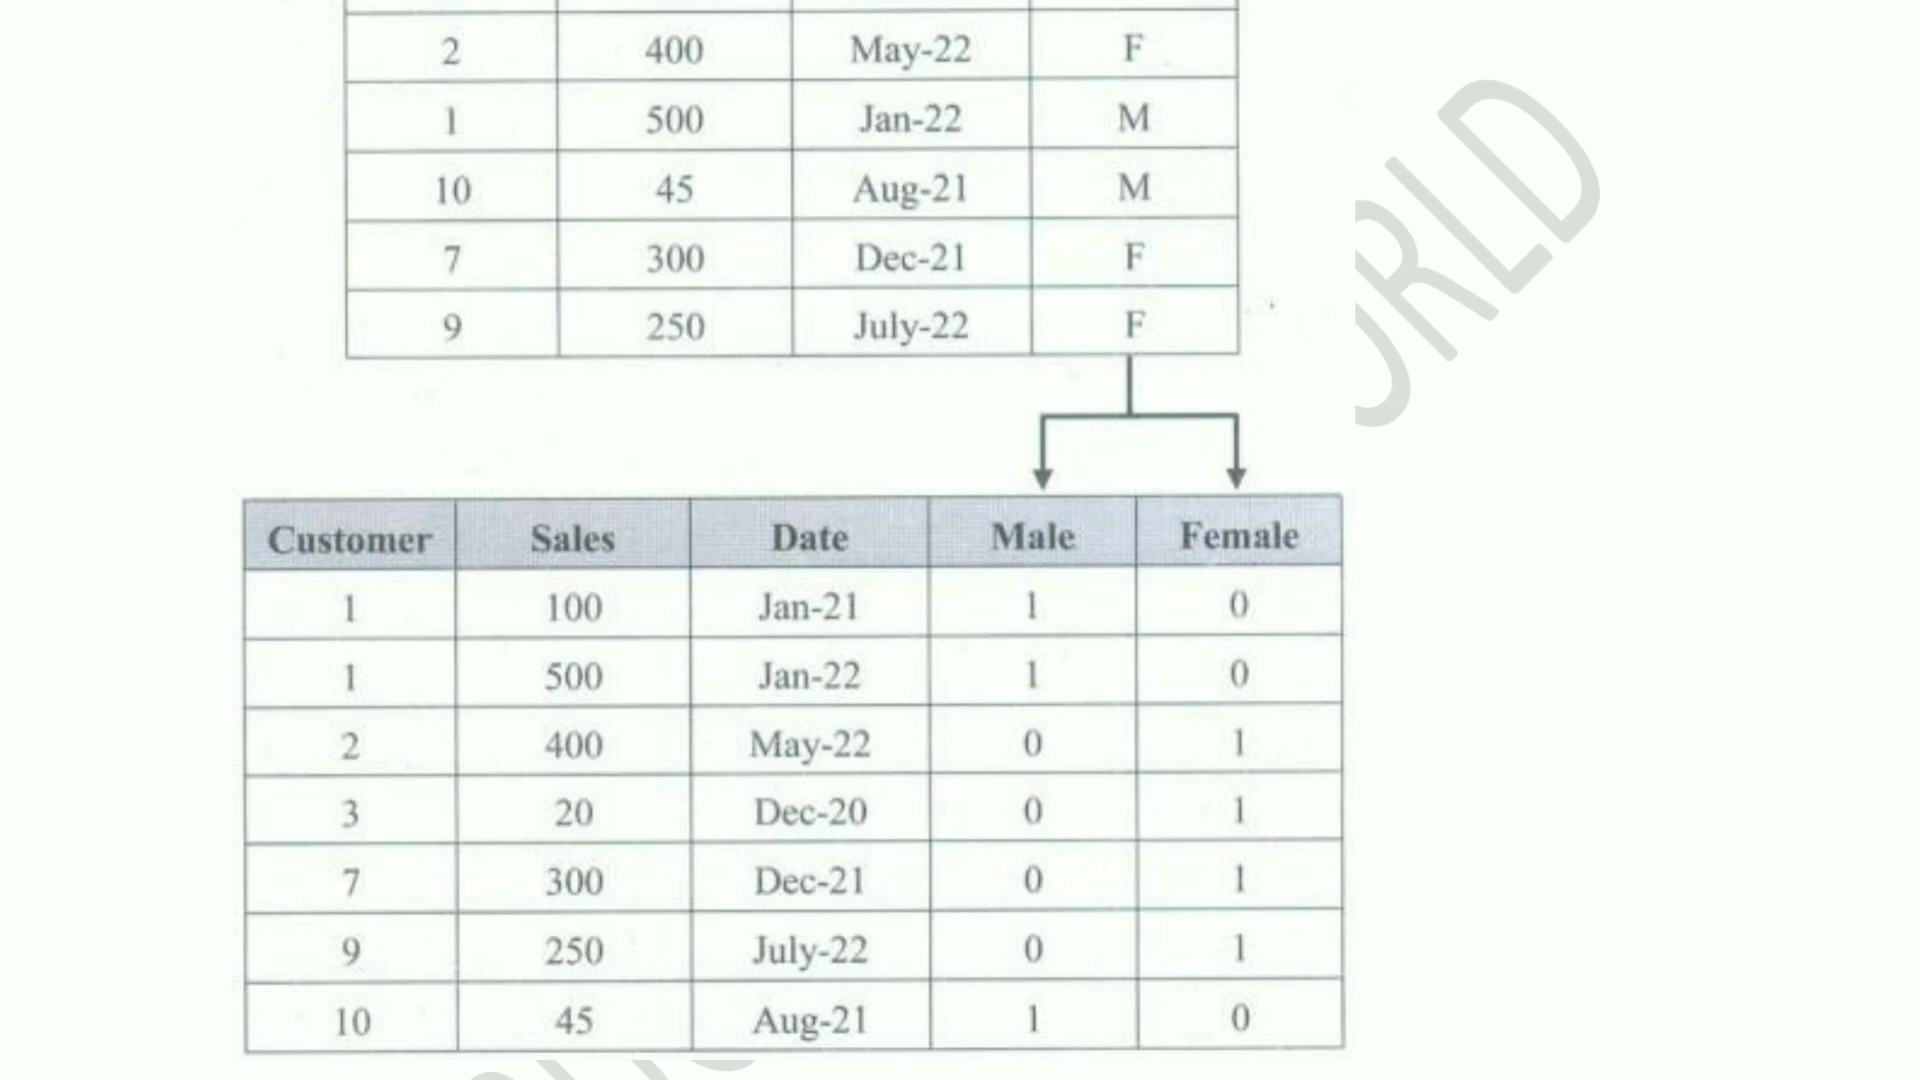 2 400 May-22 F
1 500 Jan-22 M
10 45 Aug-21 M
7 300 Dec-21 F
9 250 July-22 F
Customer Sales Date Male Female
1 100 Jan-21 1 0
1 500 Jan-22 1 0
2 400 May-22 0 1
3 20 Dec-20 0 1
7 300 Dec-21 0 1
9 250 July-22 0 1
10 45 Aug-21 1 0